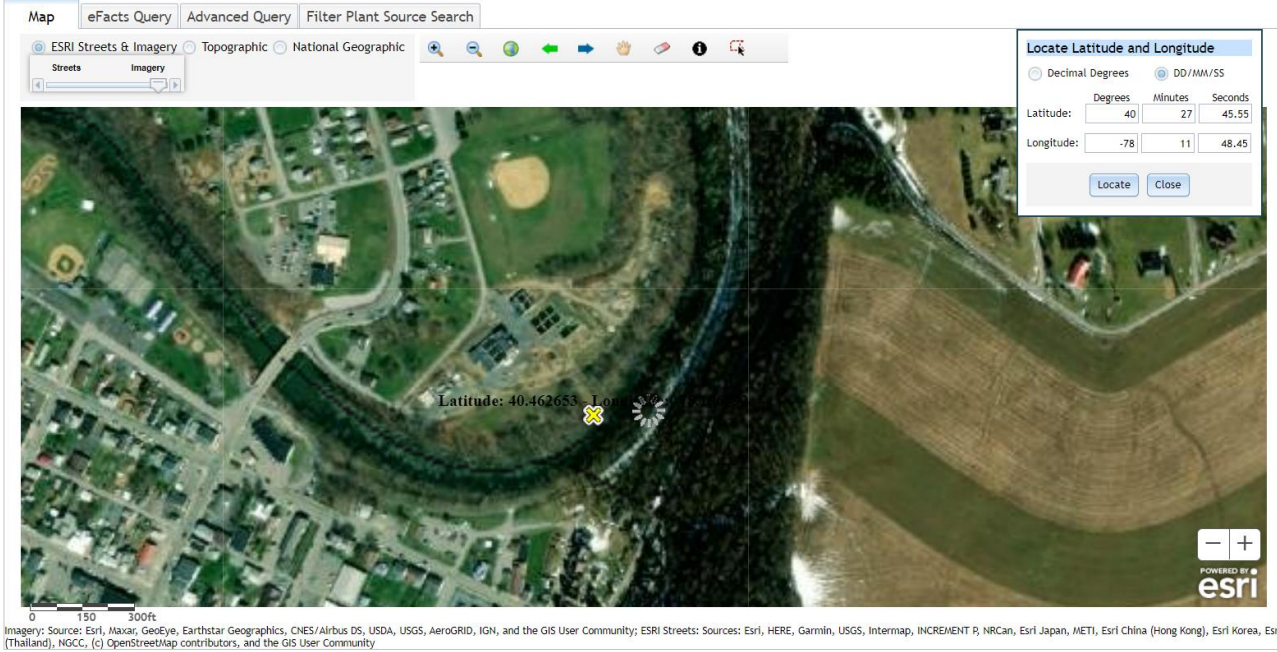 Map eFacts Query Advanced Query Filter Plant Source Search
ESRI Streets & Imagery Topographic National Geographic
Streets Imagery
Locate Latitude and Longitude
Decimal Degrees DD/MM/SS
Degrees Minutes Seconds
Latitude: 40 27 45.55
Longitude: -78 11 48.45
Locate Close
Latitude: 40.462653 -
POWERED BY
esri
0 150 300ft
Imagery: Source: Esri, Maxar, GeoEye, Earthstar Geographics, CNES/Airbus DS, USDA, USGS, AeroGRID, IGN, and the GIS User Community; ESRI Streets: Sources: Esri, HERE, Garmin, USGS, Intermap, INCREMENT P, NRCan, Esri Japan, METI, Esri China (Hong Kong), Esri Korea, Esri
(Thailand), NGCC, (c) OpenStreetMap contributors, and the GIS User Community